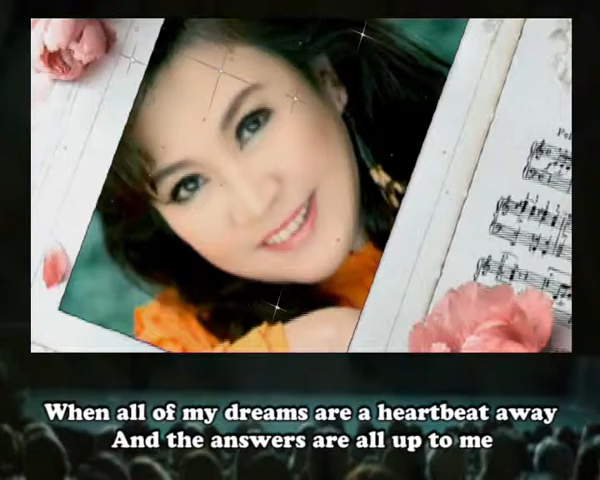 When all of my dreams are a heartbeat away
And the answers are all up to me